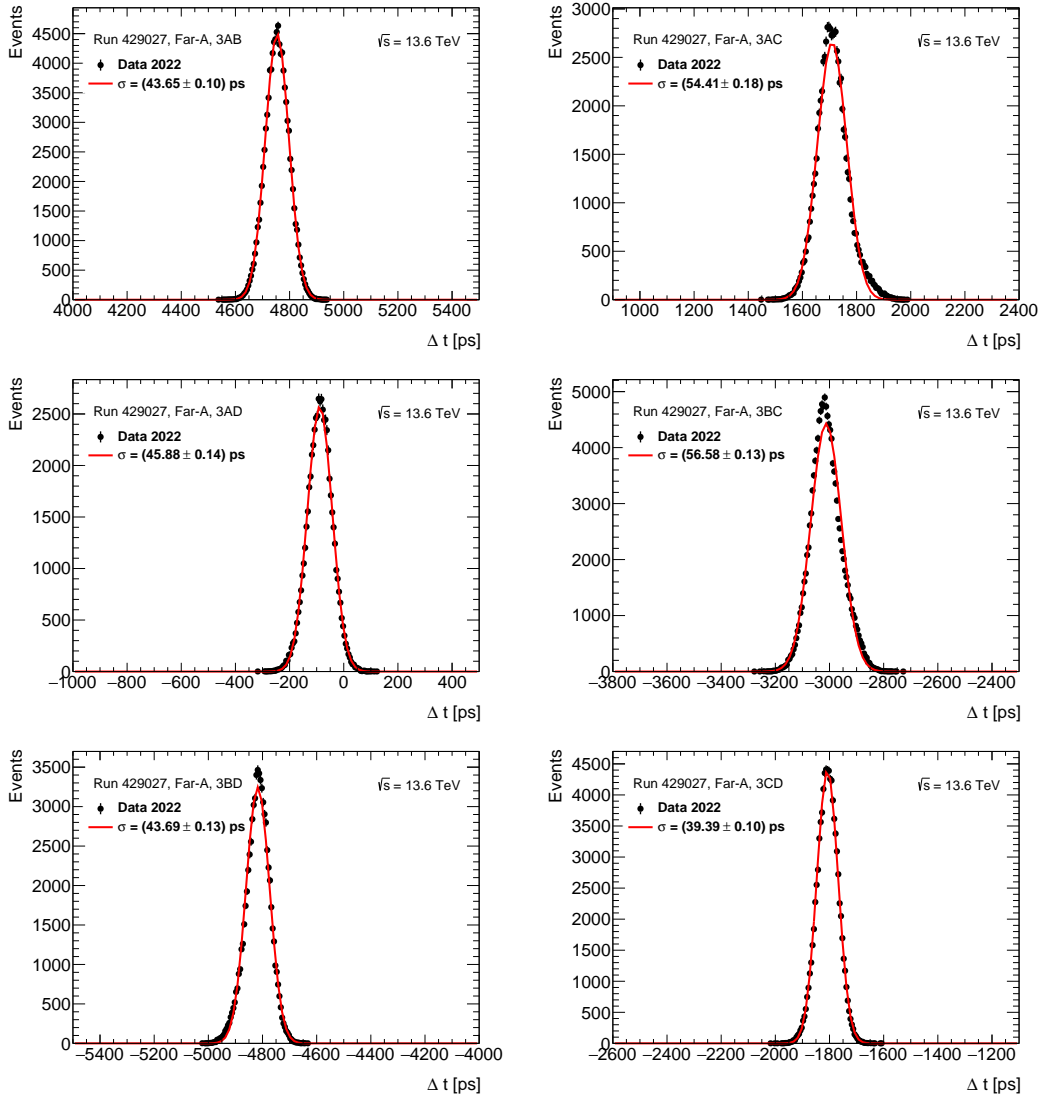 Events
Run 429027, Far-A, 3AB
√s = 13.6 TeV
Data 2022
σ = (43.65 ± 0.10) ps
4500
4000
3500
3000
2500
2000
1500
1000
500
0
4000 4200 4400 4600 4800 5000 5200 5400
Δ t [ps]
Events
Run 429027, Far-A, 3AC
√s = 13.6 TeV
Data 2022
σ = (54.41 ± 0.18) ps
3000
2500
2000
1500
1000
500
0
1000 1200 1400 1600 1800 2000 2200 2400
Δ t [ps]
Events
Run 429027, Far-A, 3AD
√s = 13.6 TeV
Data 2022
σ = (45.88 ± 0.14) ps
2500
2000
1500
1000
500
0
−1000 −800 −600 −400 −200 0 200 400
Δ t [ps]
Events
Run 429027, Far-A, 3BC
√s = 13.6 TeV
Data 2022
σ = (56.58 ± 0.13) ps
5000
4000
3000
2000
1000
0
−3800 −3600 −3400 −3200 −3000 −2800 −2600 −2400
Δ t [ps]
Events
Run 429027, Far-A, 3BD
√s = 13.6 TeV
Data 2022
σ = (43.69 ± 0.13) ps
3500
3000
2500
2000
1500
1000
500
0
−5400 −5200 −5000 −4800 −4600 −4400 −4200 −4000
Δ t [ps]
Events
Run 429027, Far-A, 3CD
√s = 13.6 TeV
Data 2022
σ = (39.39 ± 0.10) ps
4500
4000
3500
3000
2500
2000
1500
1000
500
0
−2600 −2400 −2200 −2000 −1800 −1600 −1400 −1200
Δ t [ps]